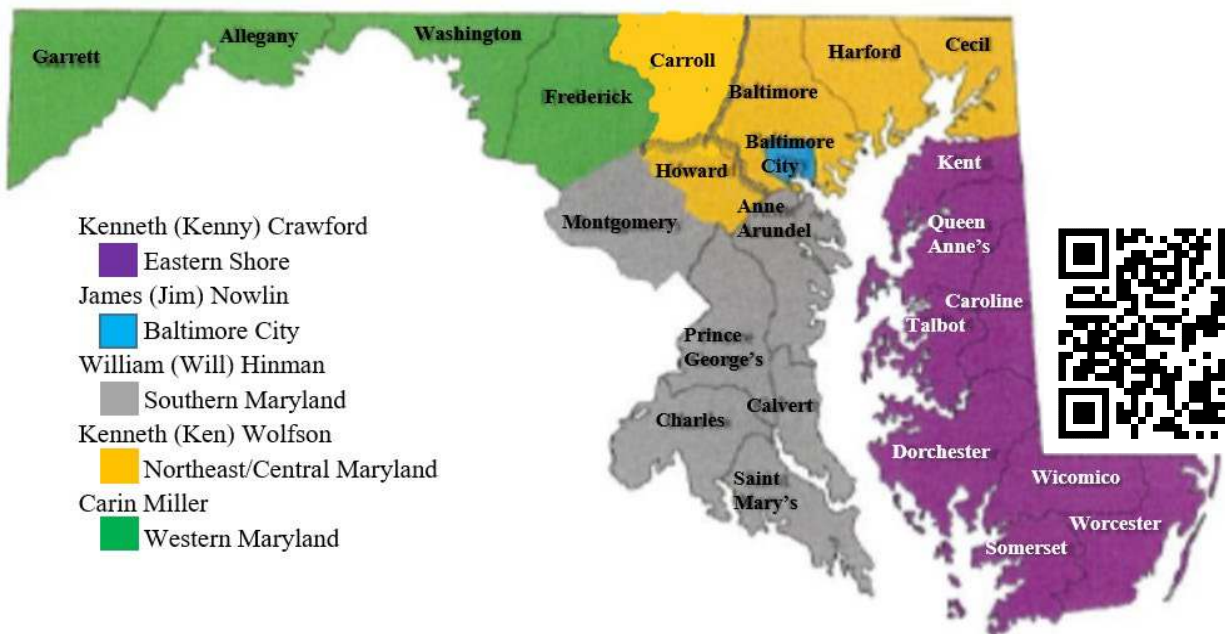 Garrett
Allegany
Washington
Frederick
Carroll
Baltimore
Harford
Cecil
Baltimore
City
Howard
Montgomery
Anne
Arundel
Kent
Queen
Anne's
Caroline
Talbot
Prince
George's
Charles
Calvert
Saint
Mary's
Dorchester
Wicomico
Worcester
Somerset
Kenneth (Kenny) Crawford
Eastern Shore
James (Jim) Nowlin
Baltimore City
William (Will) Hinman
Southern Maryland
Kenneth (Ken) Wolfson
Northeast/Central Maryland
Carin Miller
Western Maryland